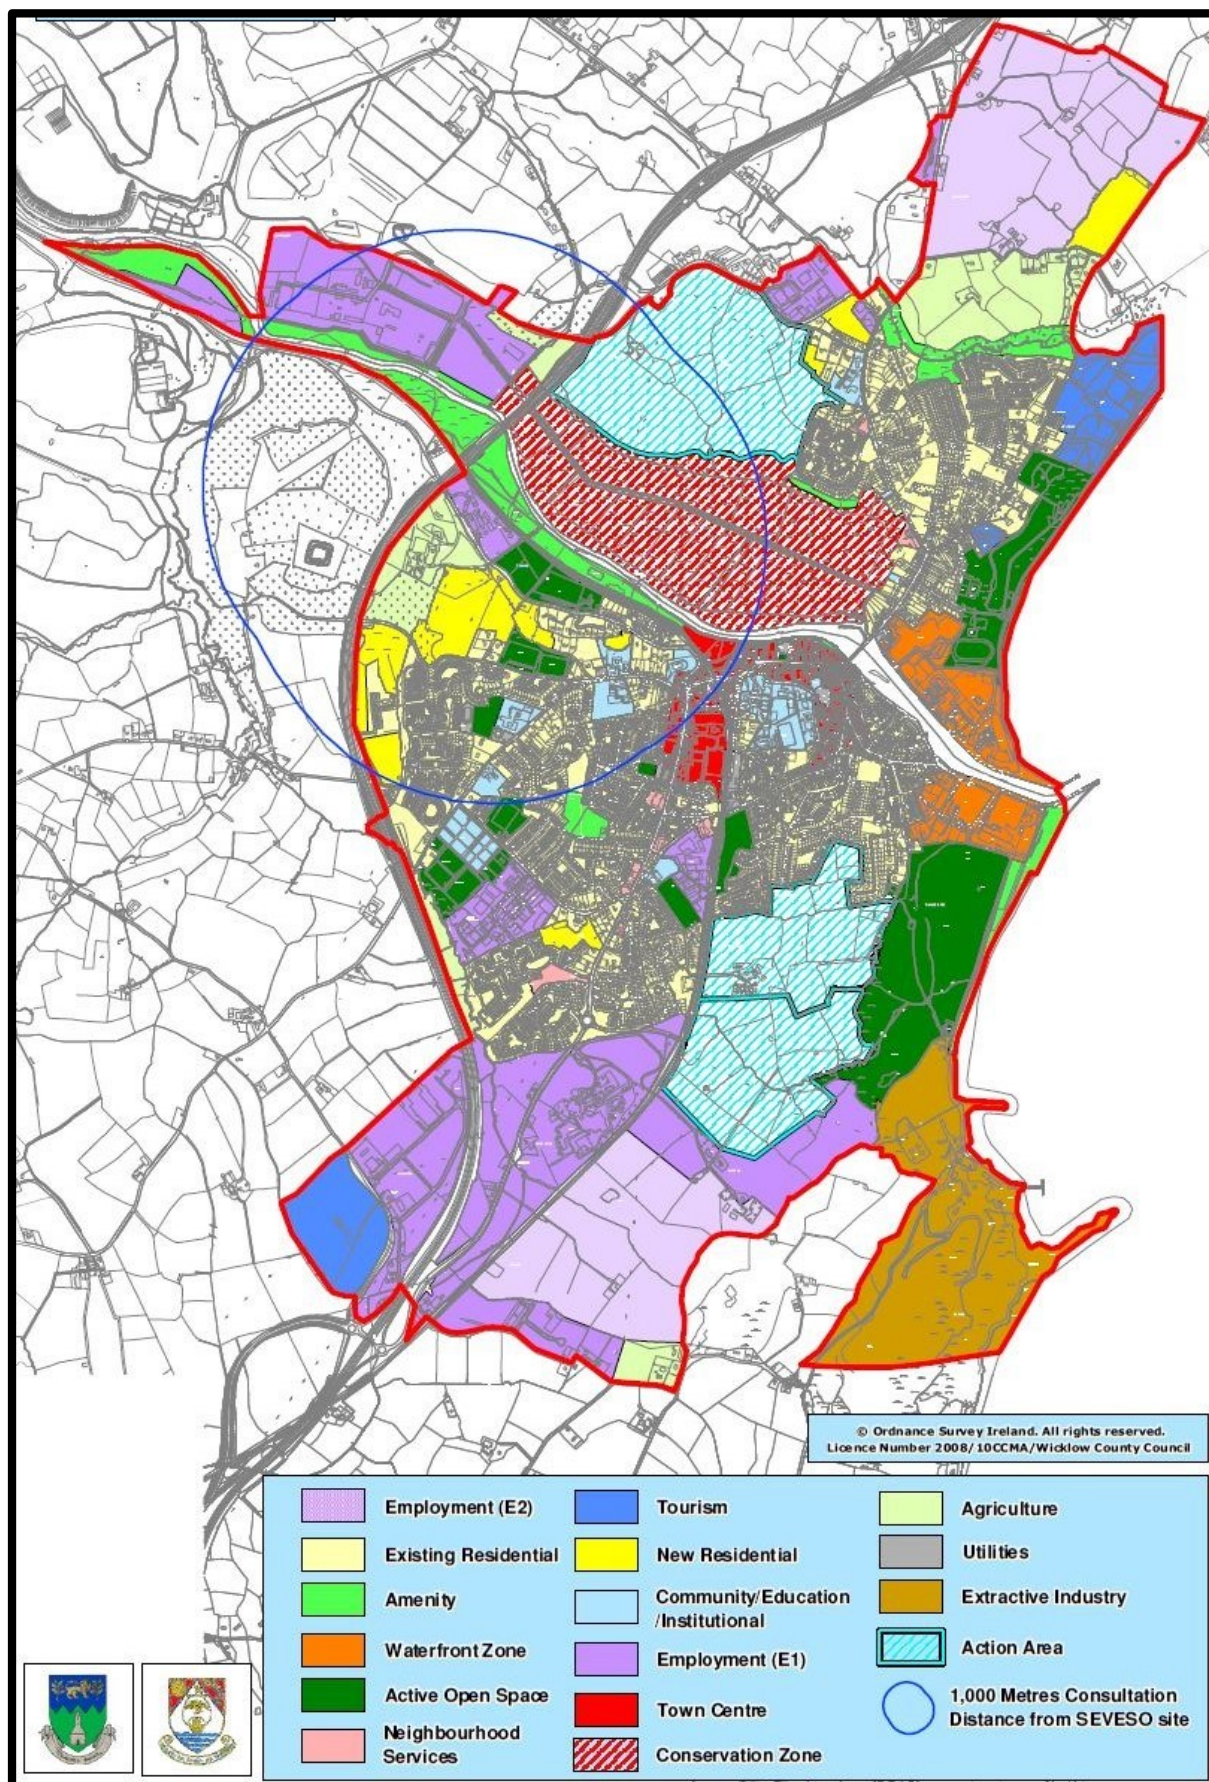 © Ordnance Survey Ireland. All rights reserved.
Licence Number 2008/10CCMA/Wicklow County Council
Employment (E2)
Existing Residential
Amenity
Waterfront Zone
Active Open Space
Neighbourhood
Services
Tourism
New Residential
Community/Education
/Institutional
Employment (E1)
Town Centre
Conservation Zone
Agriculture
Utilities
Extractive Industry
Action Area
1,000 Metres Consultation
Distance from SEVESO site